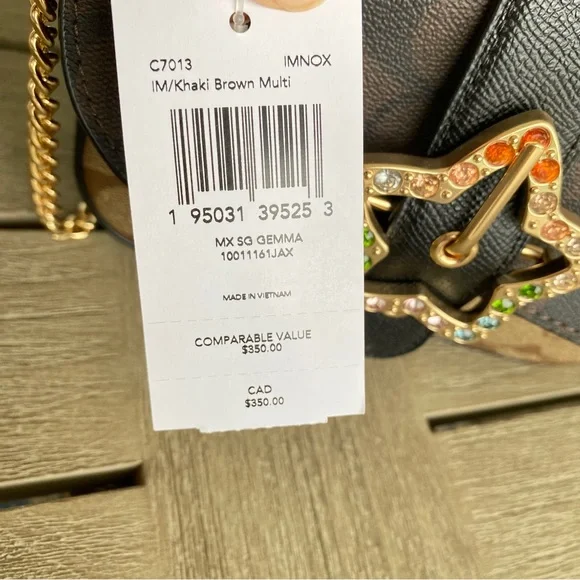 C7013 IMNOX
IM/Khaki Brown Multi
1 95031 39525 3
MX SG GEMMA
10011161JAX
MADE IN VIETNAM
COMPARABLE VALUE
$350.00
CAD
$350.00